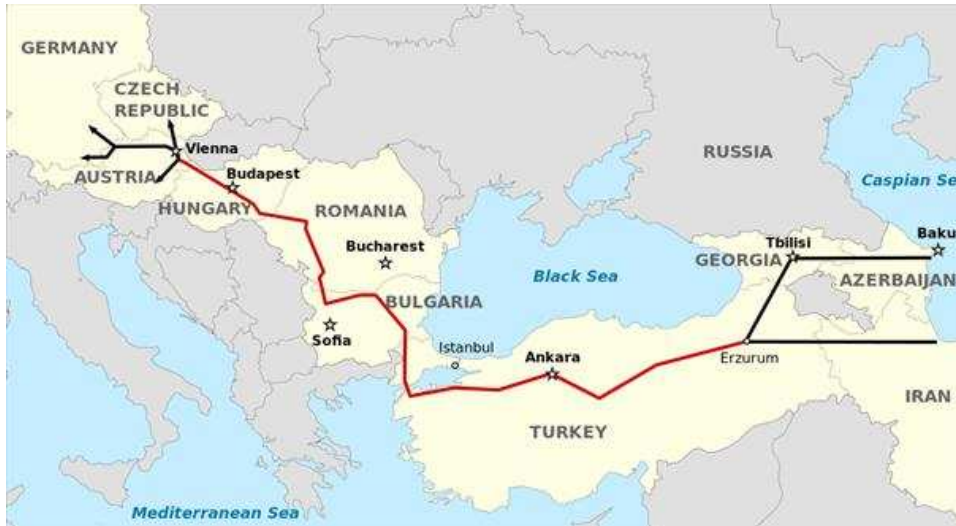 GERMANY
CZECH
REPUBLIC
Vienna
AUSTRIA
Budapest
HUNGARY
ROMANIA
Bucharest
BULGARIA
Sofia
Istanbul
Ankara
TURKEY
Black Sea
RUSSIA
Caspian Se
Tbilisi
GEORGIA
Baku
AZERBAIJAN
Erzurum
IRAN
Mediterranean Sea